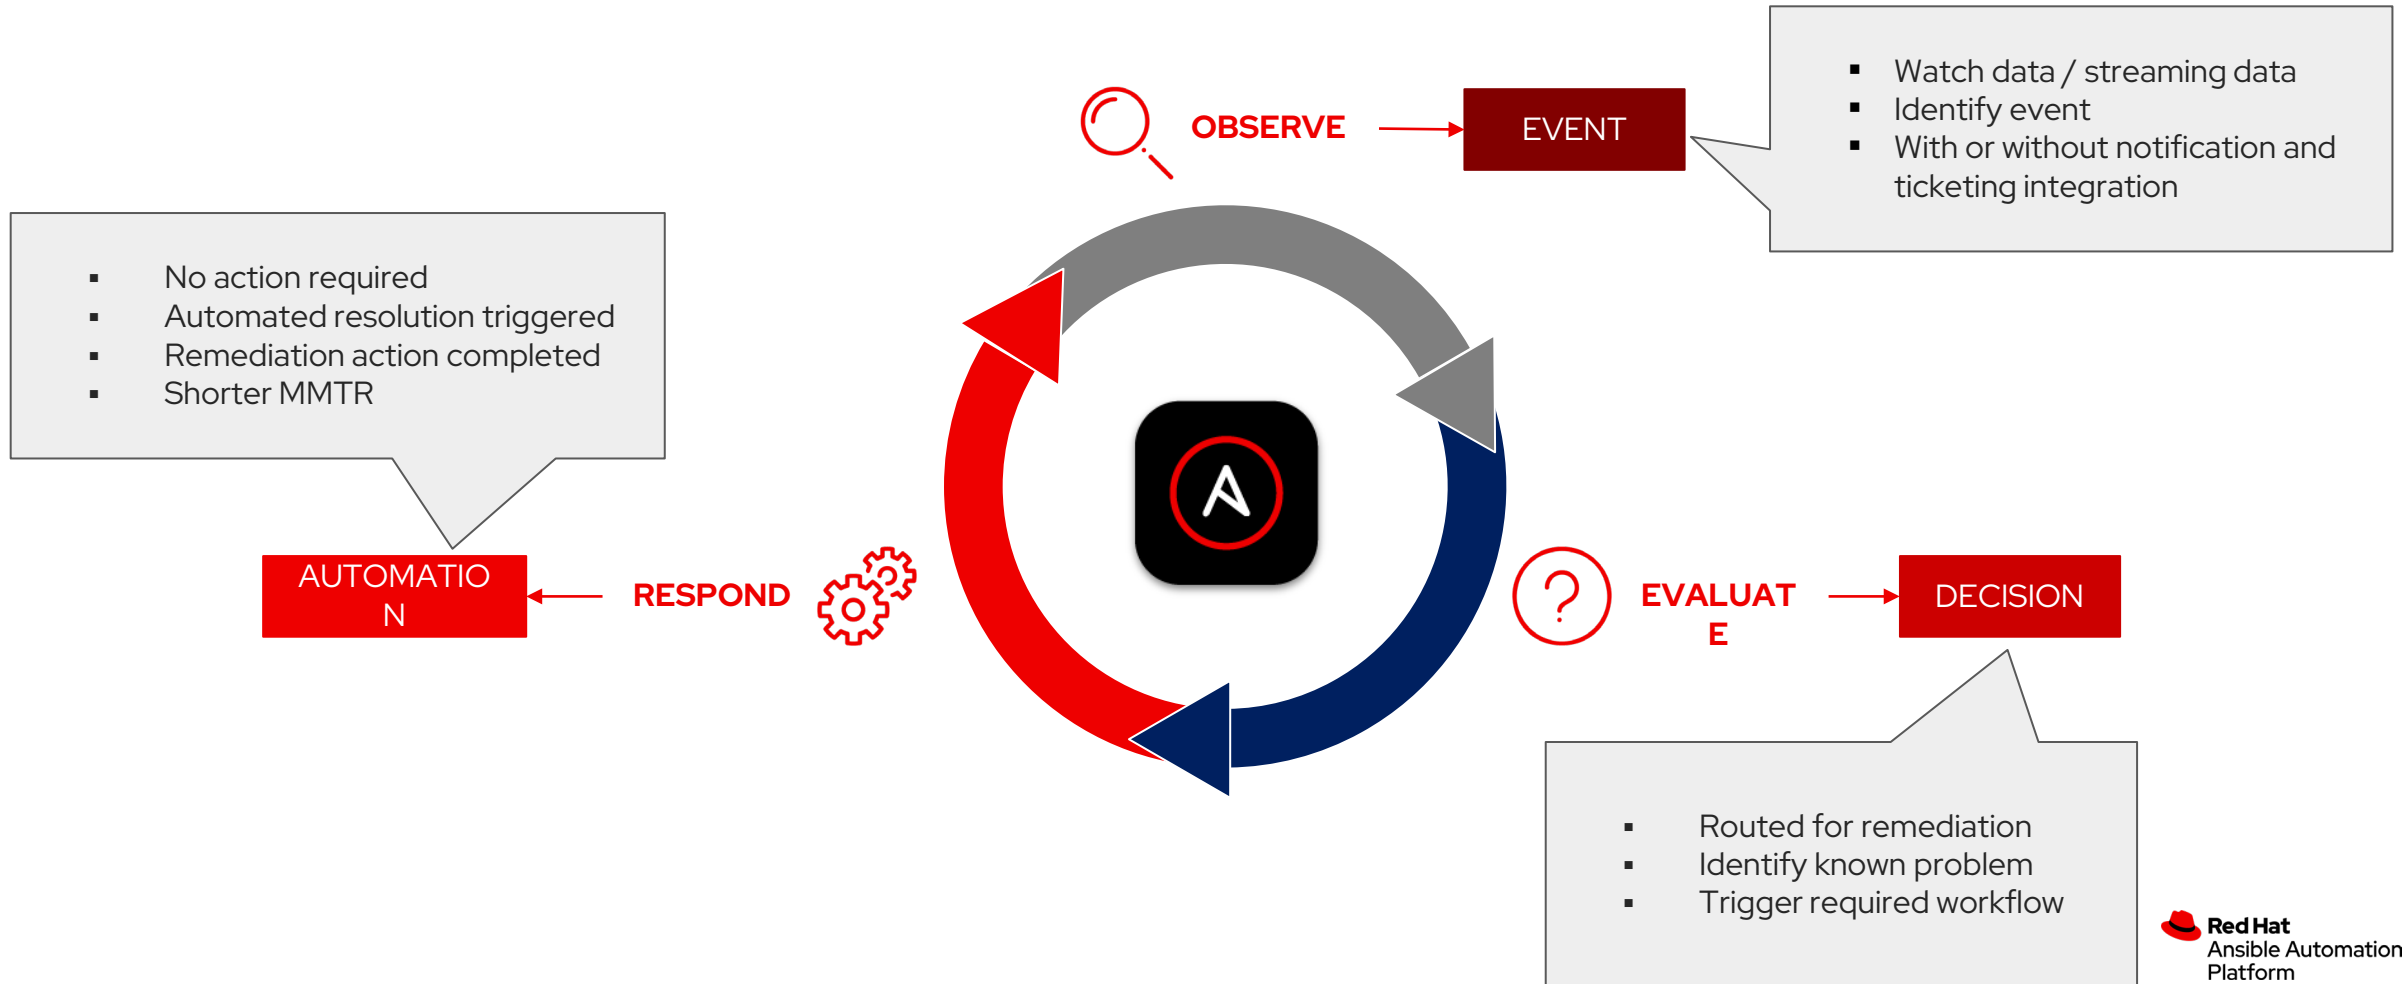 OBSERVE
EVENT
Watch data / streaming data
Identify event
With or without notification and
ticketing integration
No action required
Automated resolution triggered
Remediation action completed
Shorter MMTR
AUTOMATIO
N
RESPOND
EVALUAT
E
DECISION
Routed for remediation
Identify known problem
Trigger required workflow
Red Hat
Ansible Automation
Platform